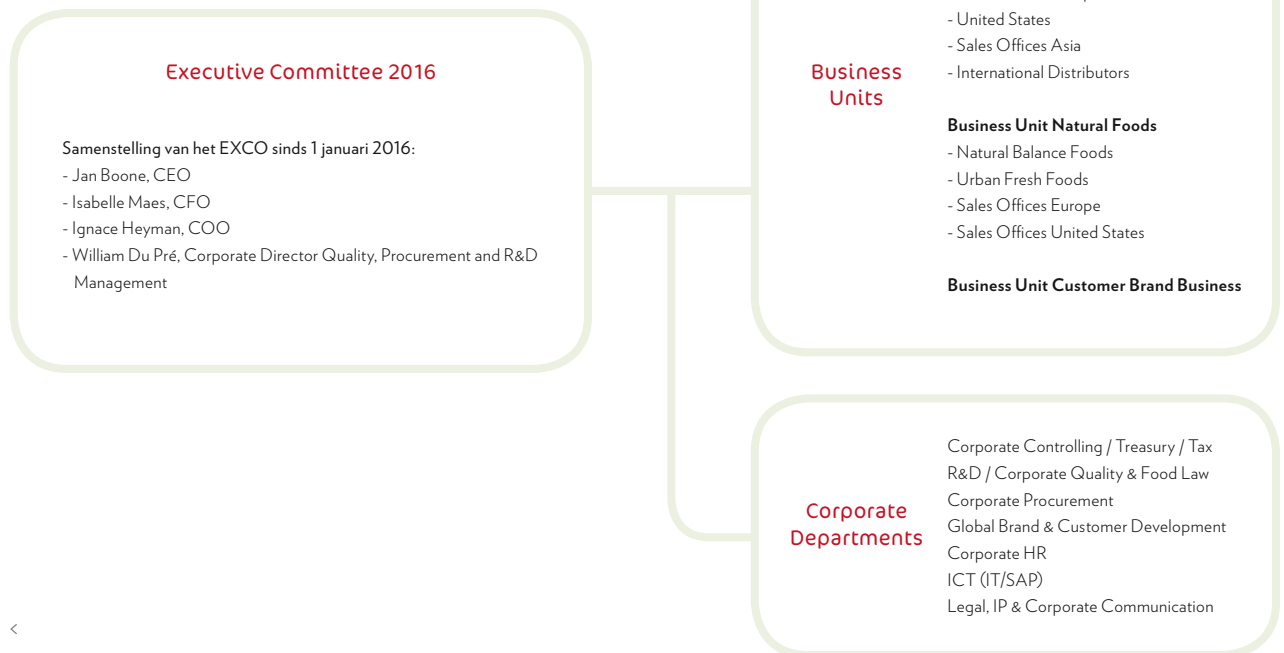 Executive Committee 2016
Samenstelling van het EXCO sinds 1 januari 2016:
- Jan Boone, CEO
- Isabelle Maes, CFO
- Ignace Heyman, COO
- William Du Pré, Corporate Director Quality, Procurement and R&D
Management
Business
Units
- United States
- Sales Offices Asia
- International Distributors
Business Unit Natural Foods
- Natural Balance Foods
- Urban Fresh Foods
- Sales Offices Europe
- Sales Offices United States
Business Unit Customer Brand Business
Corporate
Departments
Corporate Controlling / Treasury / Tax
R&D / Corporate Quality & Food Law
Corporate Procurement
Global Brand & Customer Development
Corporate HR
ICT (IT/SAP)
Legal, IP & Corporate Communication
<